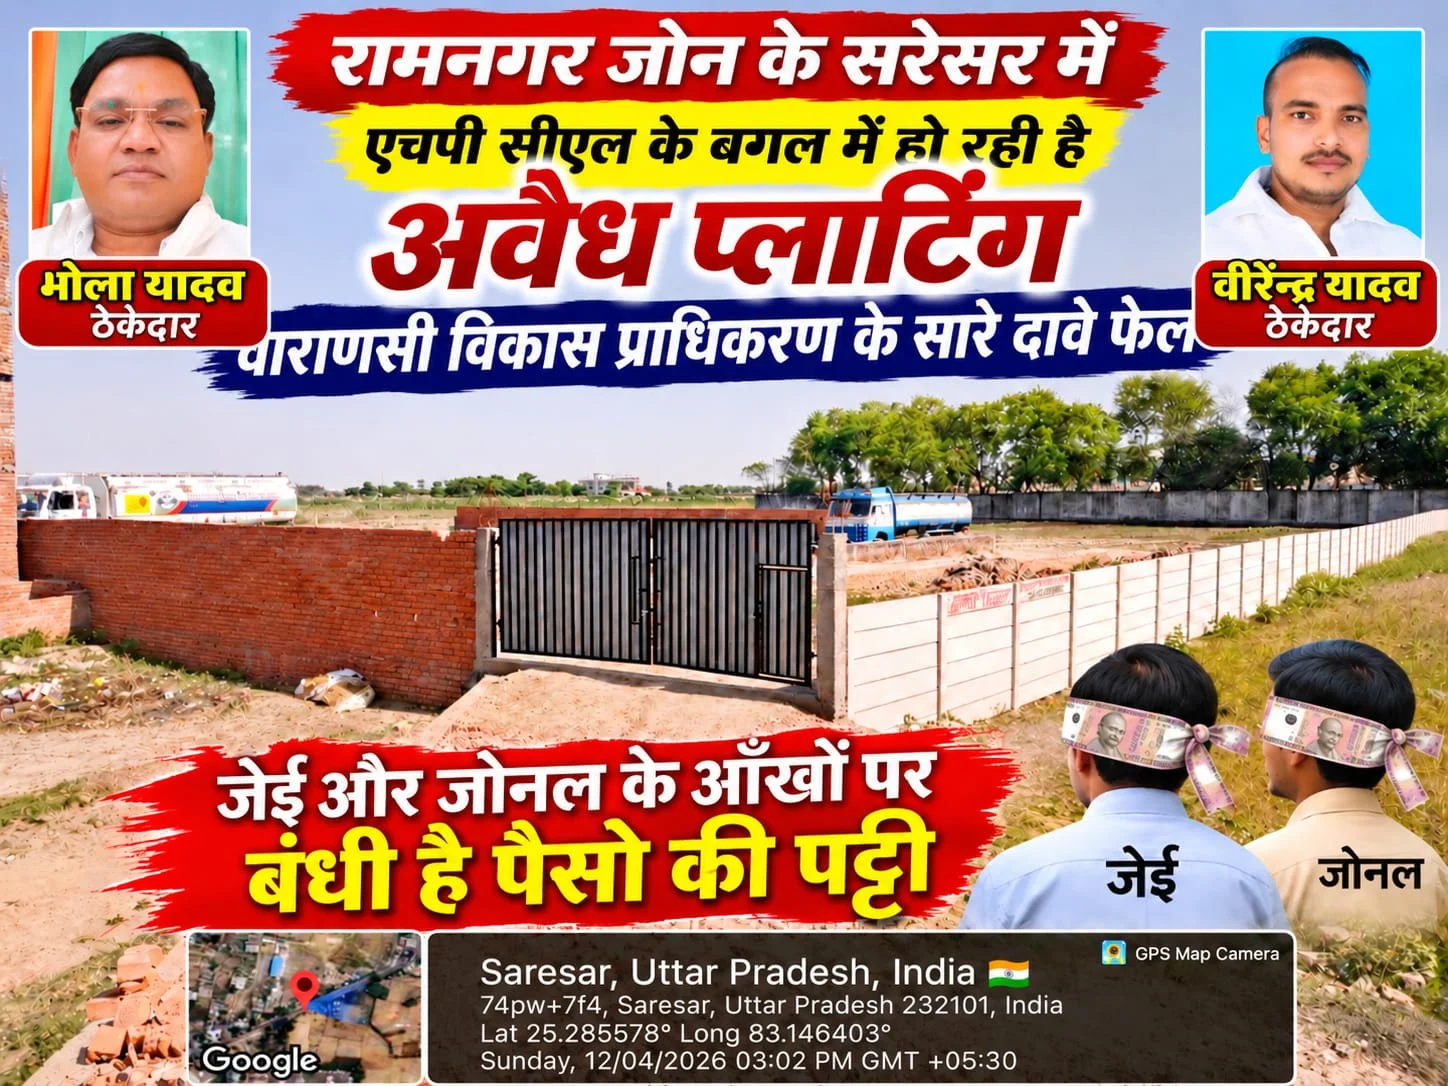 रामनगर जोन के सरेसर में
एचपी सीएल के बगल में हो रही है
अवैध प्लाटिंग
वाराणसी विकास प्राधिकरण के सारे दावे फेल
भोला यादव
ठेकेदार
वीरेंन्द्र यादव
ठेकेदार
जेई और जोनल के आँखों पर
बंधी है पैसो की पट्टी
जेई
जोनल
GPS Map Camera
Saresar, Uttar Pradesh, India
74pw+7f4, Saresar, Uttar Pradesh 232101, India
Lat 25.285578° Long 83.146403°
Sunday, 12/04/2026 03:02 PM GMT +05:30
Google